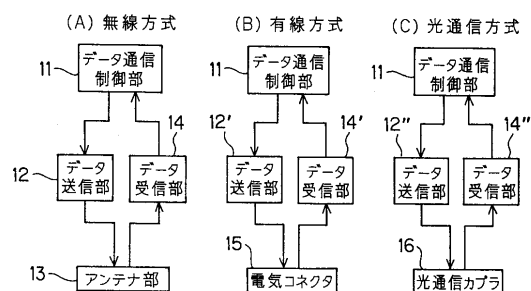 (A) 無線方式
11
データ通信
制御部
12
データ
送信部
14
データ
受信部
13
アンテナ部
(B) 有線方式
11
データ通信
制御部
12'
データ
送信部
14'
データ
受信部
15
電気コネクタ
(C) 光通信方式
11
データ通信
制御部
12"
データ
送信部
14"
データ
受信部
16
光通信カプラ